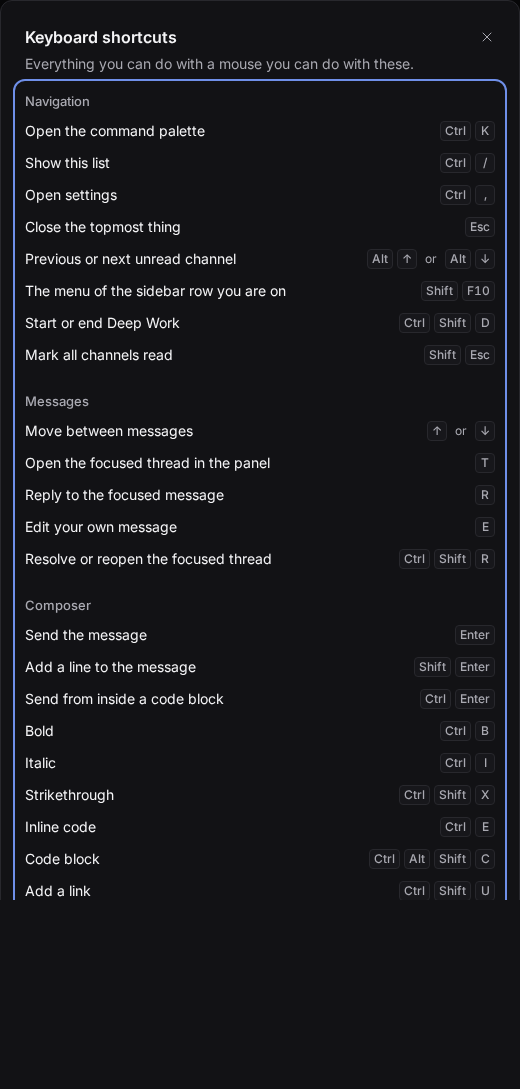 Keyboard shortcuts
Everything you can do with a mouse you can do with these.
Navigation
Open the command palette Ctrl K
Show this list Ctrl /
Open settings Ctrl ,
Close the topmost thing Esc
Previous or next unread channel Alt ↑ or Alt ↓
The menu of the sidebar row you are on Shift F10
Start or end Deep Work Ctrl Shift D
Mark all channels read Shift Esc
Messages
Move between messages ↑ or ↓
Open the focused thread in the panel T
Reply to the focused message R
Edit your own message E
Resolve or reopen the focused thread Ctrl Shift R
Composer
Send the message Enter
Add a line to the message Shift Enter
Send from inside a code block Ctrl Enter
Bold Ctrl B
Italic Ctrl I
Strikethrough Ctrl Shift X
Inline code Ctrl E
Code block Ctrl Alt Shift C
Add a link Ctrl Shift U